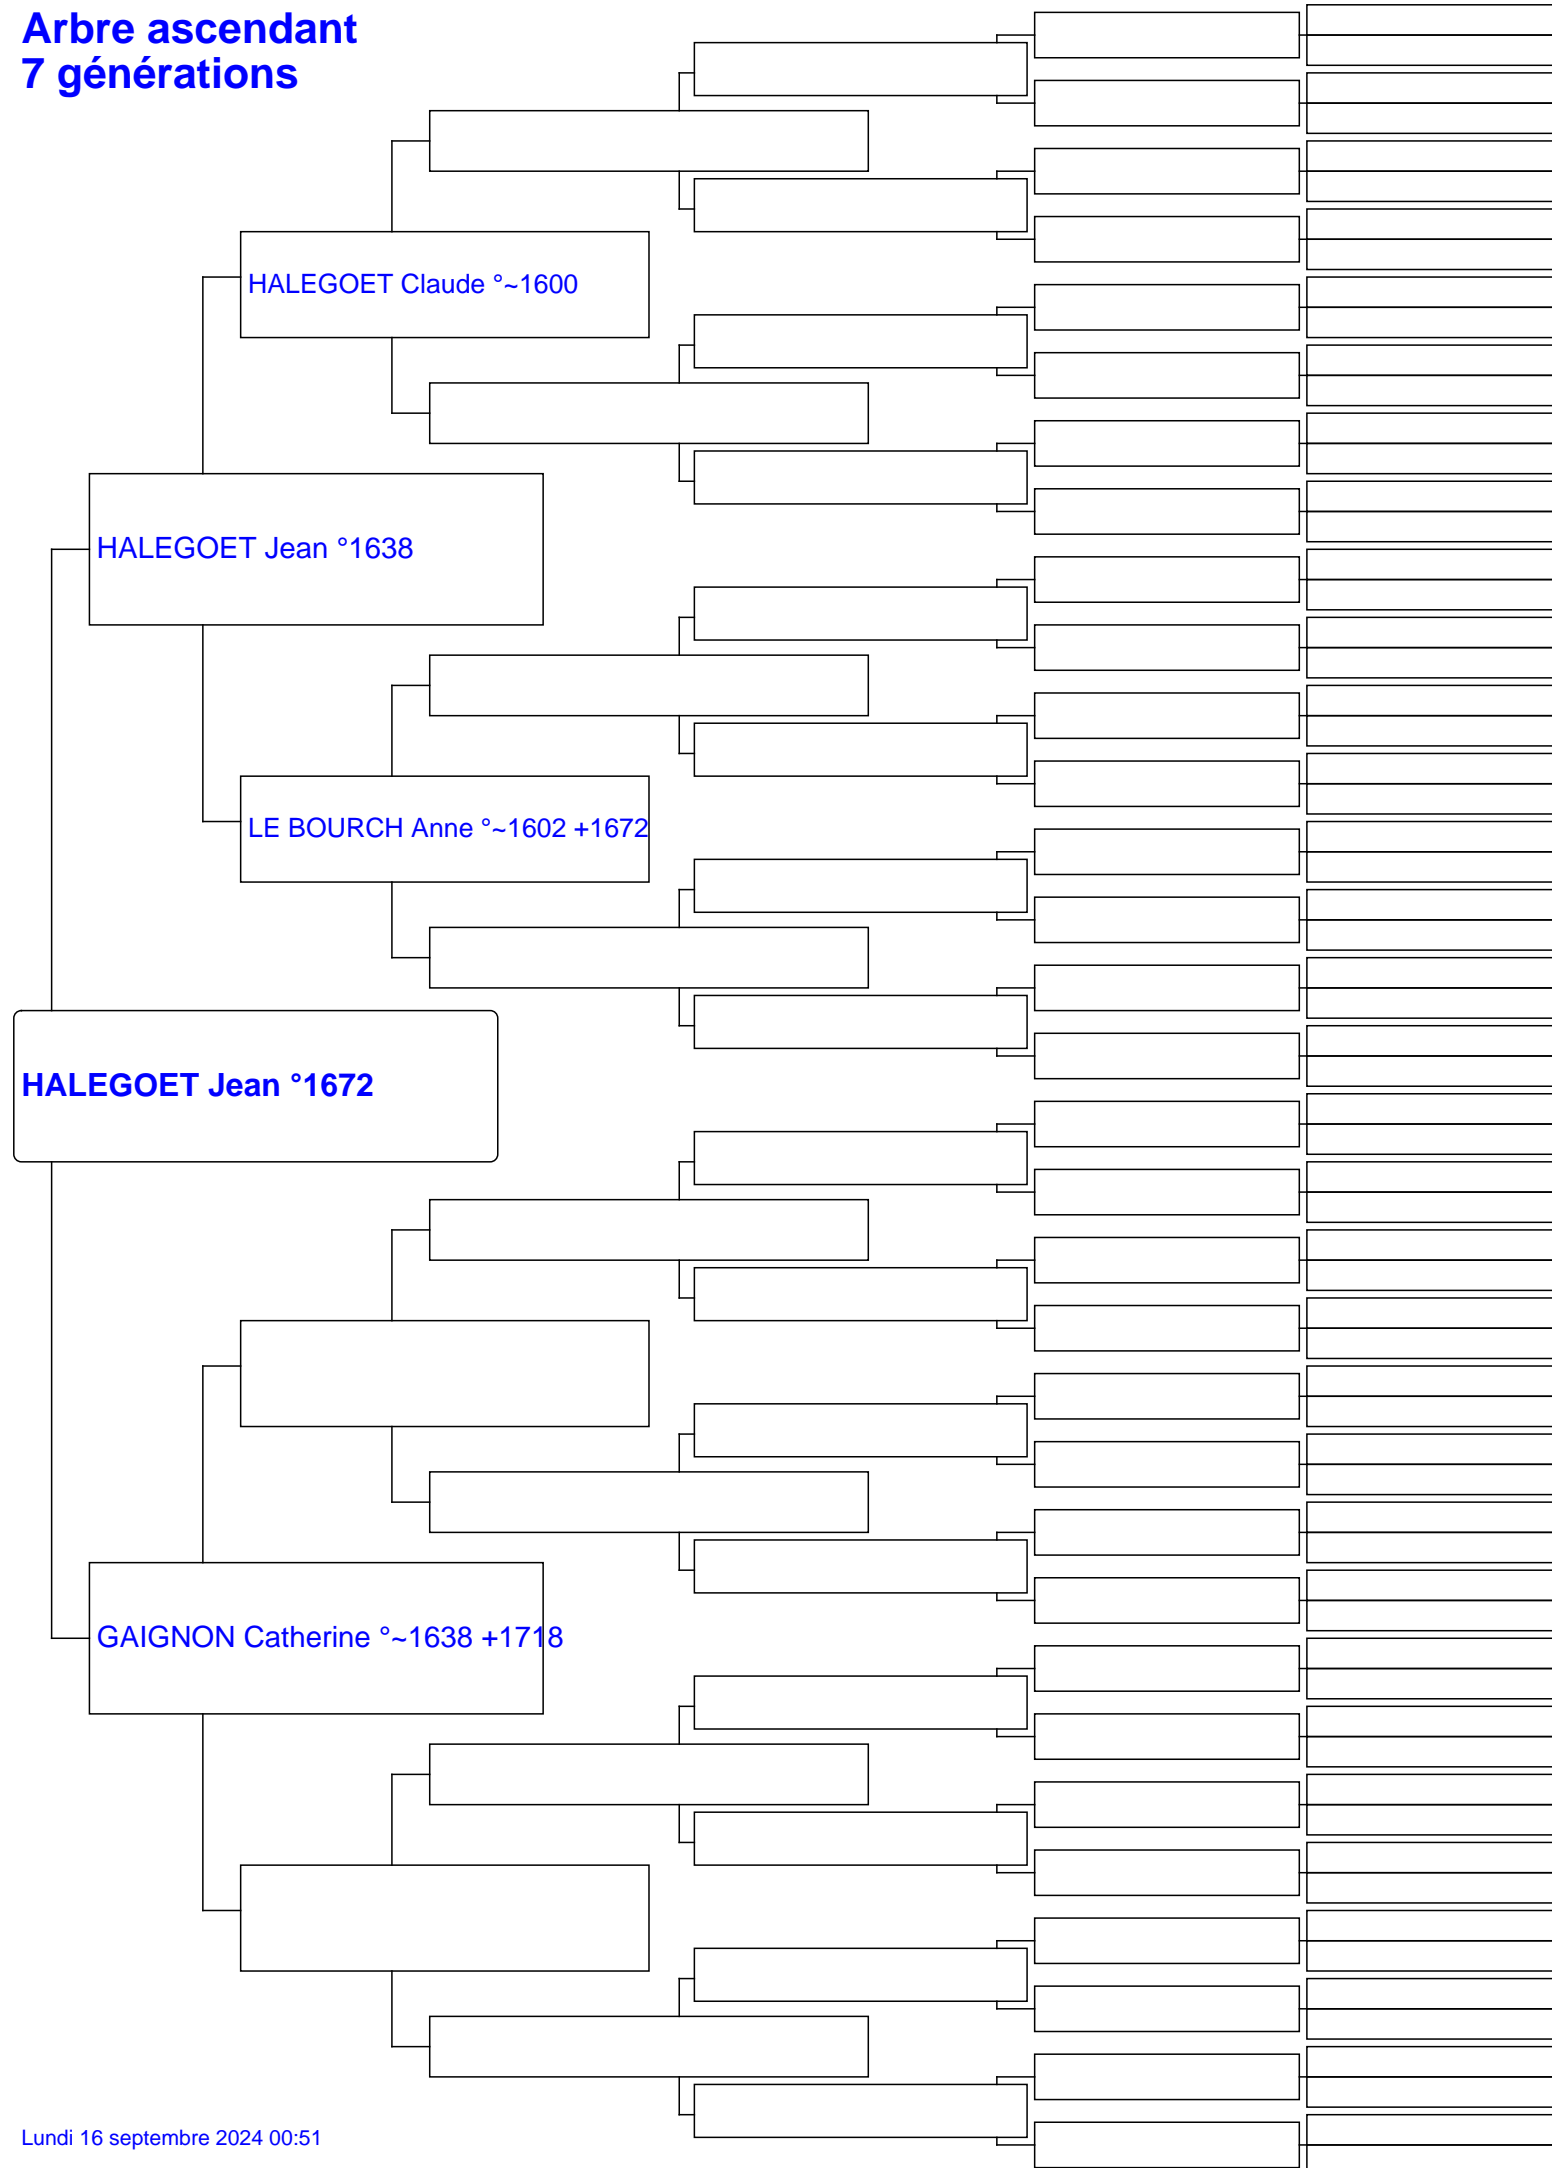 Arbre ascendant
7 générations
HALEGOET Claude °~1600
HALEGOET Jean °1638
LE BOURCH Anne °~1602 +1672
HALEGOET Jean °1672
GAIGNON Catherine °~1638 +1718
Lundi 16 septembre 2024 00:51